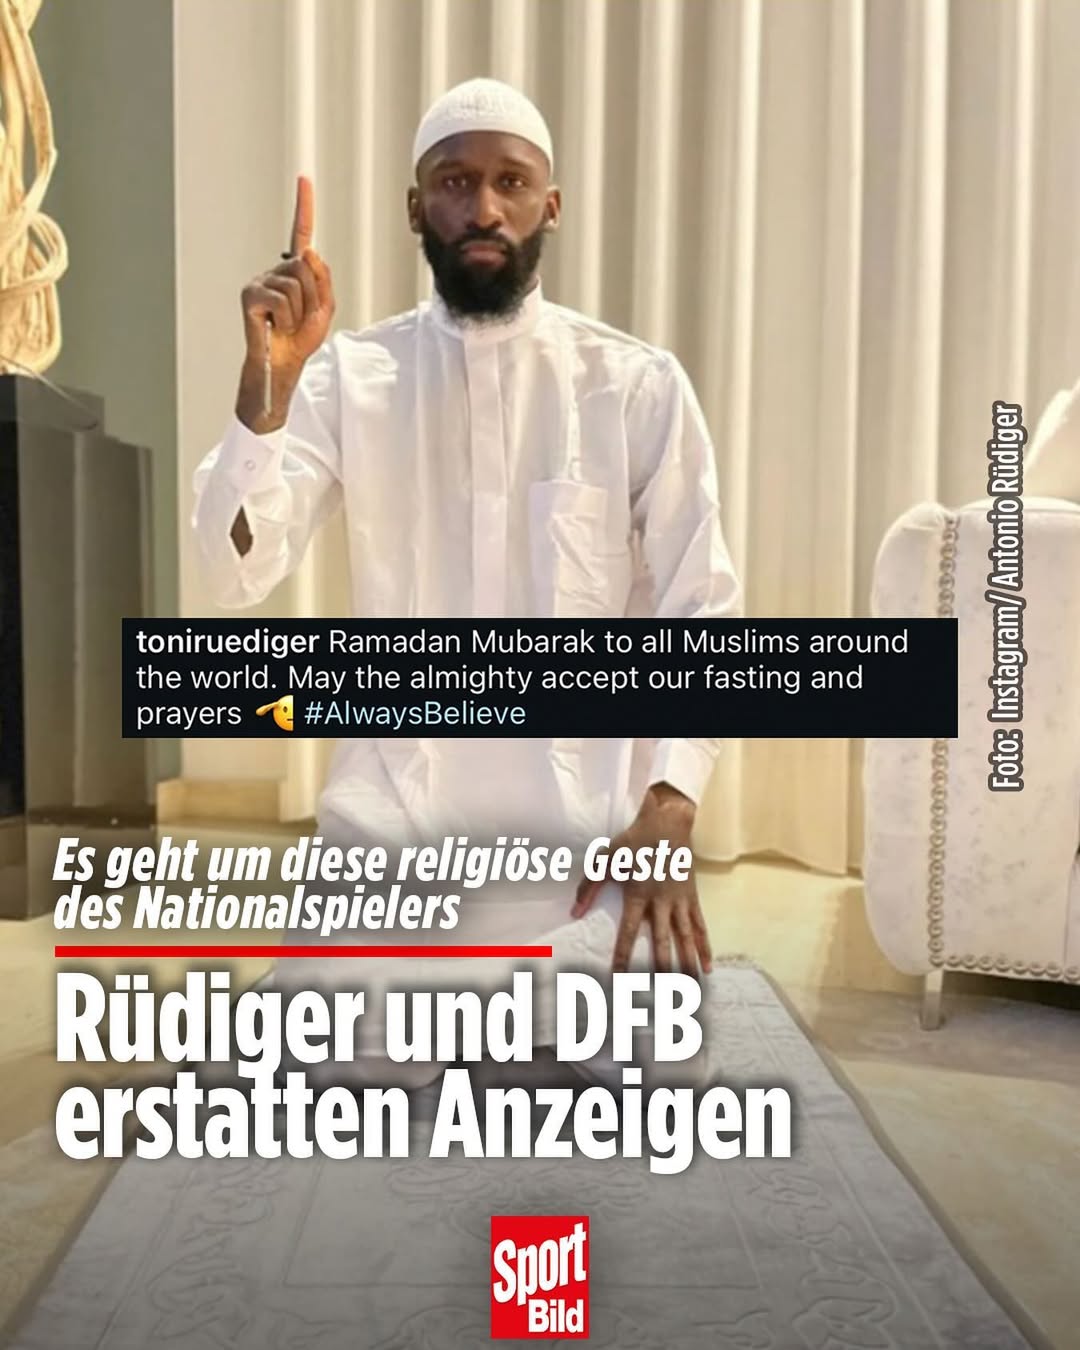 toniruediger Ramadan Mubarak to all Muslims around
the world. May the almighty accept our fasting and
prayers #AlwaysBelieve
Foto: Instagram/ Antonio Rüdiger
Es geht um diese religiöse Geste
des Nationalspielers
Rüdiger und DFB
erstatten Anzeigen
Sport
Bild